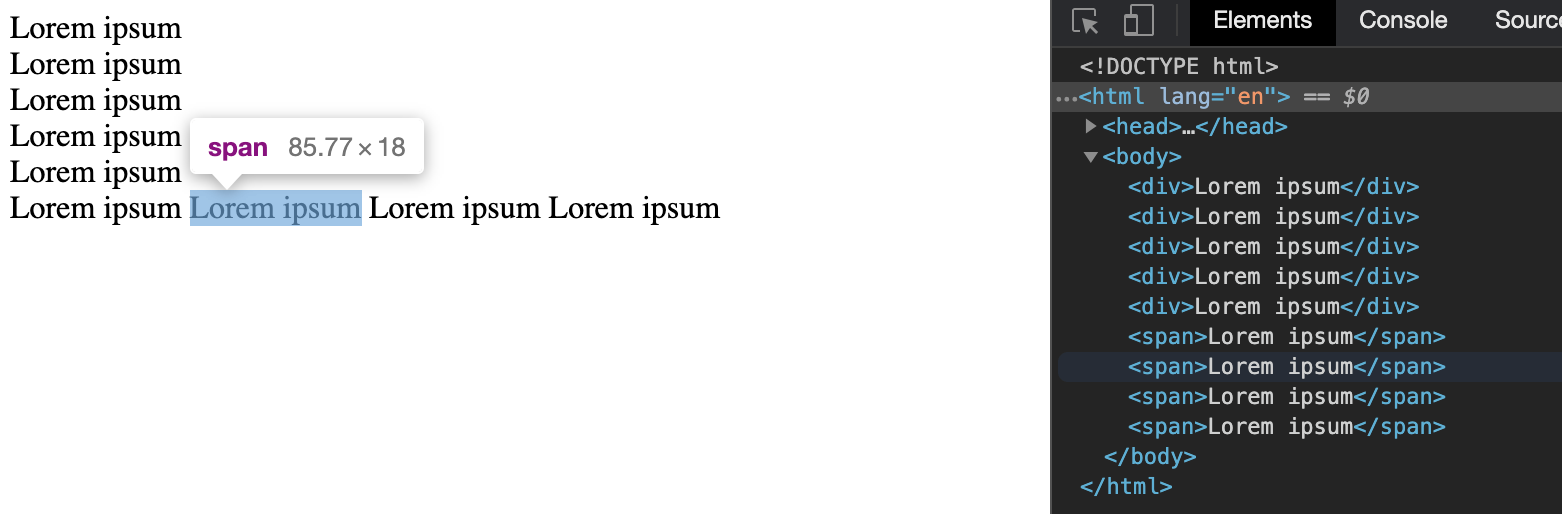 Lorem ipsum
Lorem ipsum
Lorem ipsum
Lorem ipsum
span 85.77 × 18
Lorem ipsum
Lorem ipsum Lorem ipsum Lorem ipsum Lorem ipsum
Elements Console Sourc
<!DOCTYPE html>
…<html lang="en"> == $0
▶<head>…</head>
▼<body>
<div>Lorem ipsum</div>
<div>Lorem ipsum</div>
<div>Lorem ipsum</div>
<div>Lorem ipsum</div>
<div>Lorem ipsum</div>
<span>Lorem ipsum</span>
<span>Lorem ipsum</span>
<span>Lorem ipsum</span>
<span>Lorem ipsum</span>
</body>
</html>